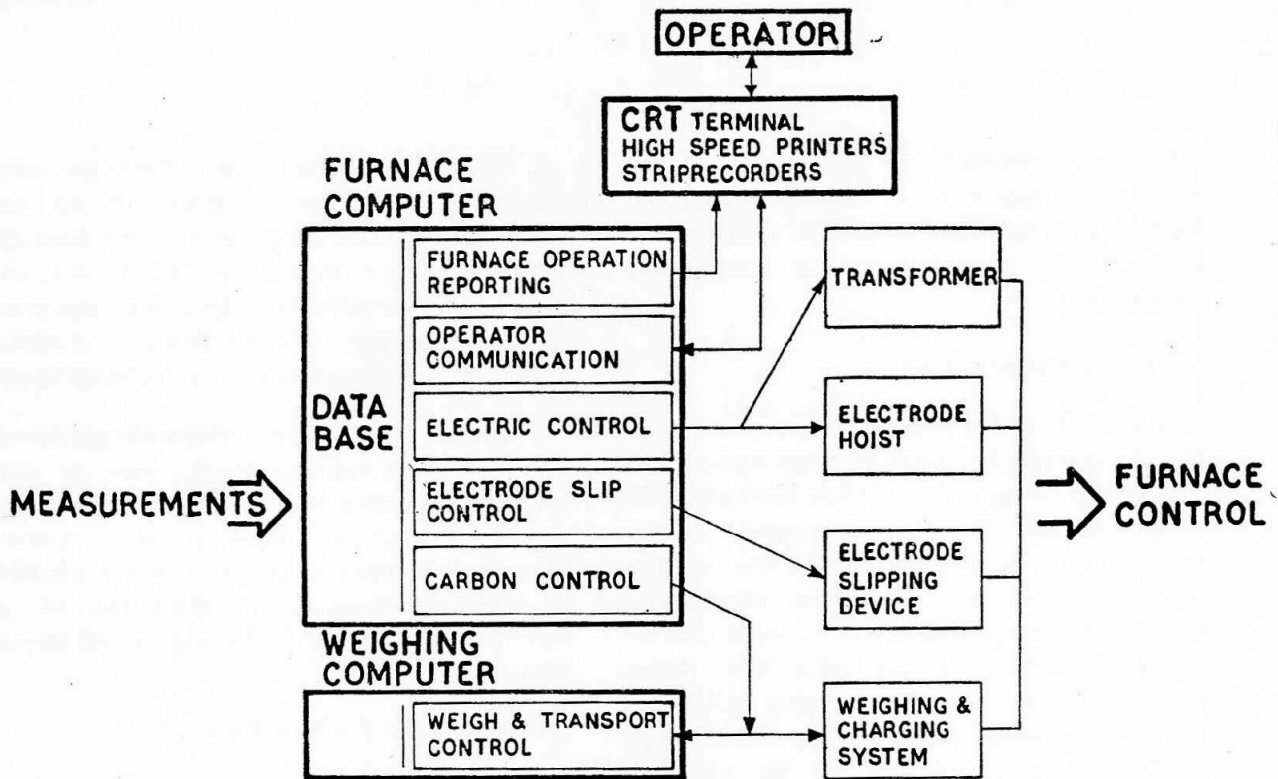 OPERATOR
CRT TERMINAL
HIGH SPEED PRINTERS
STRIPRECORDERS
FURNACE
COMPUTER
FURNACE OPERATION
REPORTING
OPERATOR
COMMUNICATION
DATA
BASE
ELECTRIC CONTROL
ELECTRODE SLIP
CONTROL
CARBON CONTROL
MEASUREMENTS
WEIGHING
COMPUTER
WEIGH & TRANSPORT
CONTROL
TRANSFORMER
ELECTRODE
HOIST
ELECTRODE
SLIPPING
DEVICE
WEIGHING &
CHARGING
SYSTEM
FURNACE
CONTROL